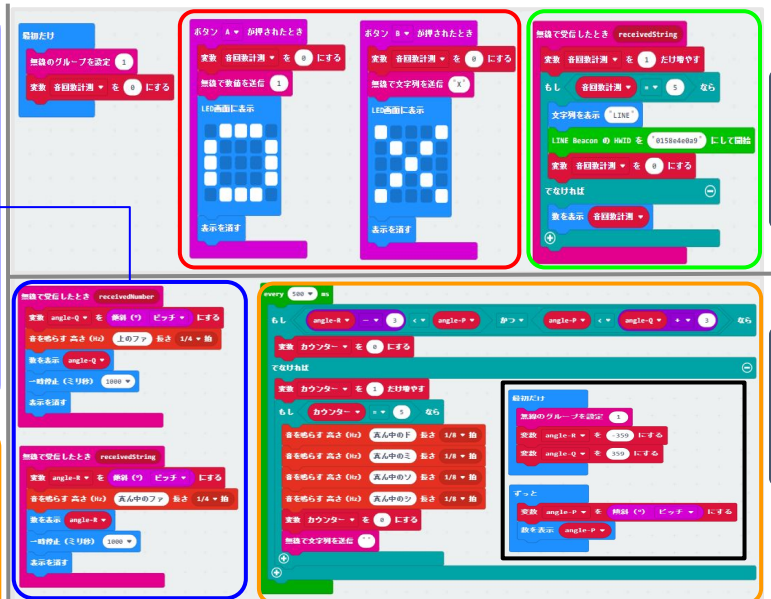 最初だけ
無線のグループを設定 1
変数 音回数計測 ▾ を 0 にする
ボタン A ▾ が押されたとき
変数 音回数計測 ▾ を 0 にする
無線で数値を送信 1
LED画面に表示
表示を消す
ボタン B ▾ が押されたとき
変数 音回数計測 ▾ を 0 にする
無線で文字列を送信 "X"
LED画面に表示
表示を消す
無線で受信したとき receivedString
変数 音回数計測 ▾ を 1 だけ増やす
もし 音回数計測 ▾ = ▾ 5 なら
文字列を表示 "LINE"
LINE Beacon の HWID を "0158e4e0a9" にして開始
変数 音回数計測 ▾ を 0 にする
でなければ
数を表示 音回数計測 ▾
無線で受信したとき receivedNumber
変数 angle-Q ▾ を 傾斜 (°) ピッチ ▾ にする
音を鳴らす 高さ (Hz) 上のファ 長さ 1/4 ▾ 拍
数を表示 angle-Q ▾
一時停止 (ミリ秒) 1000 ▾
表示を消す
無線で受信したとき receivedString
変数 angle-R ▾ を 傾斜 (°) ピッチ ▾ にする
音を鳴らす 高さ (Hz) 真ん中のファ 長さ 1/4 ▾ 拍
数を表示 angle-R ▾
一時停止 (ミリ秒) 1000 ▾
表示を消す
every 500 ▾ ms
もし angle-R ▾ - ▾ 3 < ▾ angle-P ▾ かつ ▾ angle-P ▾ < ▾ angle-Q ▾ + ▾ 3 なら
変数 カウンター ▾ を 0 にする
でなければ
変数 カウンター ▾ を 1 だけ増やす
もし カウンター ▾ = ▾ 5 なら
音を鳴らす 高さ (Hz) 真ん中のド 長さ 1/8 ▾ 拍
音を鳴らす 高さ (Hz) 真ん中のミ 長さ 1/8 ▾ 拍
音を鳴らす 高さ (Hz) 真ん中のソ 長さ 1/8 ▾ 拍
音を鳴らす 高さ (Hz) 真ん中のシ 長さ 1/8 ▾ 拍
変数 カウンター ▾ を 0 にする
無線で文字列を送信 " "
最初だけ
無線のグループを設定 1
変数 angle-R ▾ を -359 にする
変数 angle-Q ▾ を 359 にする
ずっと
変数 angle-P ▾ を 傾斜 (°) ピッチ ▾ にする
数を表示 angle-P ▾